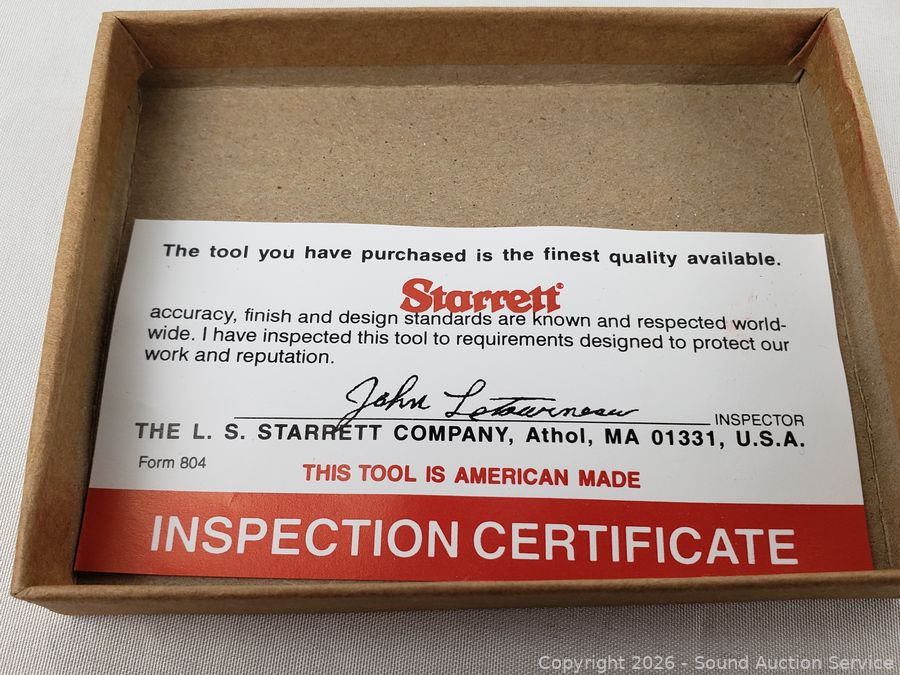 The tool you have purchased is the finest quality available.
Starrett®
accuracy, finish and design standards are known and respected world-
wide. I have inspected this tool to requirements designed to protect our
work and reputation.
John Letourneau
INSPECTOR
THE L. S. STARRETT COMPANY, Athol, MA 01331, U.S.A.
Form 804
THIS TOOL IS AMERICAN MADE
INSPECTION CERTIFICATE
Copyright 2026 - Sound Auction Service